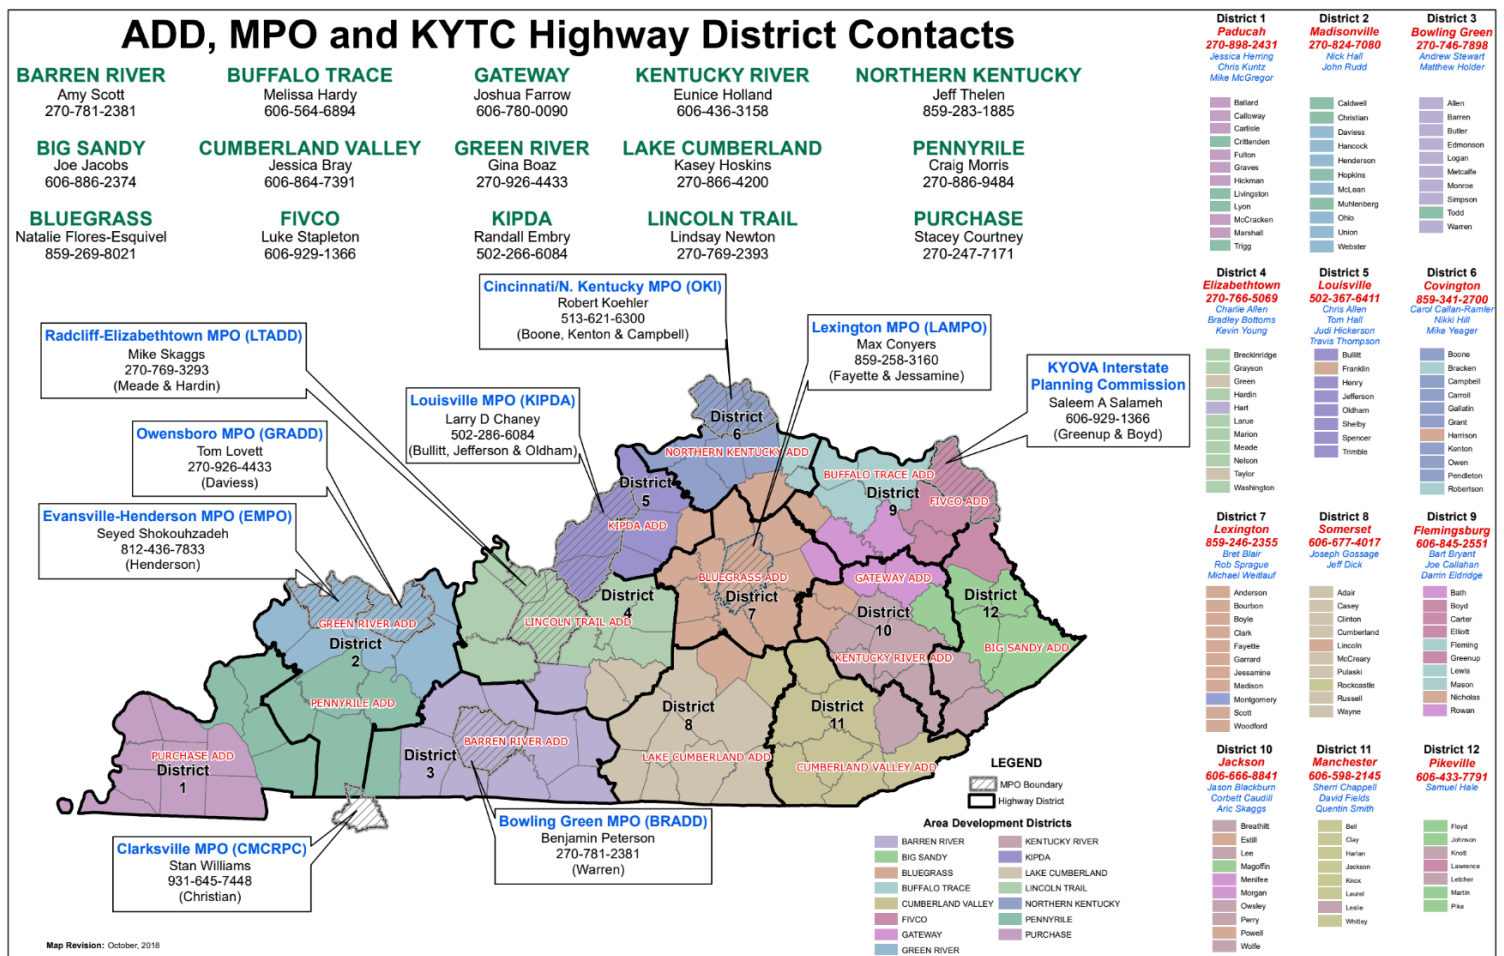 ADD, MPO and KYTC Highway District Contacts
BARREN RIVER
Amy Scott
270-781-2381
BUFFALO TRACE
Melissa Hardy
606-564-6894
GATEWAY
Joshua Farrow
606-780-0090
KENTUCKY RIVER
Eunice Holland
606-436-3158
NORTHERN KENTUCKY
Jeff Thelen
859-283-1885
BIG SANDY
Joe Jacobs
606-886-2374
CUMBERLAND VALLEY
Jessica Bray
606-864-7391
GREEN RIVER
Gina Boaz
270-926-4433
LAKE CUMBERLAND
Kasey Hoskins
270-866-4200
PENNYRILE
Craig Morris
270-886-9484
BLUEGRASS
Natalie Flores-Esquivel
859-269-8021
FIVCO
Luke Stapleton
606-929-1366
KIPDA
Randall Embry
502-266-6084
LINCOLN TRAIL
Lindsay Newton
270-769-2393
PURCHASE
Stacey Courtney
270-247-7171
Cincinnati/N. Kentucky MPO (OKI)
Robert Koehler
513-621-6300
(Boone, Kenton & Campbell)
Radcliff-Elizabethtown MPO (LTADD)
Mike Skaggs
270-769-3293
(Meade & Hardin)
Lexington MPO (LAMPO)
Max Conyers
859-258-3160
(Fayette & Jessamine)
KYOVA Interstate
Planning Commission
Saleem A Salameh
606-929-1366
(Greenup & Boyd)
Louisville MPO (KIPDA)
Larry D Chaney
502-286-6084
(Bullitt, Jefferson & Oldham)
Owensboro MPO (GRADD)
Tom Lovett
270-926-4433
(Daviess)
Evansville-Henderson MPO (EMPO)
Seyed Shokouhzadeh
812-436-7833
(Henderson)
Bowling Green MPO (BRADD)
Benjamin Peterson
270-781-2381
(Warren)
Clarksville MPO (CMCRPC)
Stan Williams
931-645-7448
(Christian)
District
6
NORTHERN KENTUCKY ADD
District
5
KIPDA ADD
BUFFALO TRACE ADD
District
9
FIVCO ADD
BLUEGRASS ADD
District
7
GATEWAY ADD
District
10
KENTUCKY RIVER ADD
District
12
BIG SANDY ADD
District
4
LINCOLN TRAIL ADD
GREEN RIVER ADD
District
2
PENNYRILE ADD
PURCHASE ADD
District
1
District
3
BARREN RIVER ADD
District
8
LAKE CUMBERLAND ADD
District
11
CUMBERLAND VALLEY ADD
LEGEND
MPO Boundary
Highway District
Area Development Districts
BARREN RIVER
BIG SANDY
BLUEGRASS
BUFFALO TRACE
CUMBERLAND VALLEY
FIVCO
GATEWAY
GREEN RIVER
KENTUCKY RIVER
KIPDA
LAKE CUMBERLAND
LINCOLN TRAIL
NORTHERN KENTUCKY
PENNYRILE
PURCHASE
Map Revision: October, 2018
District 1
Paducah
270-898-2431
Jessica Herring
Chris Kuntz
Mike McGregor
Ballard
Calloway
Carlisle
Crittenden
Fulton
Graves
Hickman
Livingston
Lyon
McCracken
Marshall
Trigg
District 2
Madisonville
270-824-7080
Nick Hall
John Rudd
Caldwell
Christian
Daviess
Hancock
Henderson
Hopkins
McLean
Muhlenberg
Ohio
Union
Webster
District 3
Bowling Green
270-746-7898
Andrew Stewart
Matthew Holder
Allen
Barren
Butler
Edmonson
Logan
Metcalfe
Monroe
Simpson
Todd
Warren
District 4
Elizabethtown
270-766-5069
Charlie Allen
Bradley Bottoms
Kevin Young
Breckinridge
Grayson
Green
Hardin
Hart
Larue
Marion
Meade
Nelson
Taylor
Washington
District 5
Louisville
502-367-6411
Chris Allen
Tom Hall
Judi Hickerson
Travis Thompson
Bullitt
Franklin
Henry
Jefferson
Oldham
Shelby
Spencer
Trimble
District 6
Covington
859-341-2700
Carol Callan-Ramler
Nikki Hill
Mike Yeager
Boone
Bracken
Campbell
Carroll
Gallatin
Grant
Harrison
Kenton
Owen
Pendleton
Robertson
District 7
Lexington
859-246-2355
Bret Blair
Rob Sprague
Michael Weitlauf
Anderson
Bourbon
Boyle
Clark
Fayette
Garrard
Jessamine
Madison
Montgomery
Scott
Woodford
District 8
Somerset
606-677-4017
Joseph Gossage
Jeff Dick
Adair
Casey
Clinton
Cumberland
Lincoln
McCreary
Pulaski
Rockcastle
Russell
Wayne
District 9
Flemingsburg
606-845-2551
Bart Bryant
Joe Callahan
Darrin Eldridge
Bath
Boyd
Carter
Elliott
Fleming
Greenup
Lewis
Mason
Nicholas
Rowan
District 10
Jackson
606-666-8841
Jason Blackburn
Corbett Caudill
Aric Skaggs
Breathitt
Estill
Lee
Magoffin
Menifee
Morgan
Owsley
Perry
Powell
Wolfe
District 11
Manchester
606-598-2145
Sherri Chappell
David Fields
Quentin Smith
Bell
Clay
Harlan
Jackson
Knox
Laurel
Leslie
Whitley
District 12
Pikeville
606-433-7791
Samuel Hale
Floyd
Johnson
Knott
Lawrence
Letcher
Martin
Pike